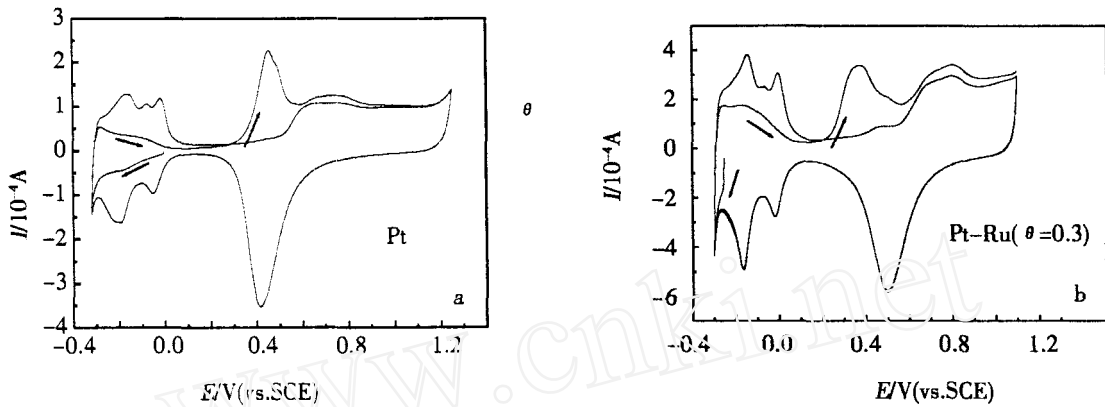 3
2
1
0
-1
-2
-3
-4
I/10⁻⁴A
-0.4
0.0
0.4
0.8
1.2
E/V(vs.SCE)
Pt
a
θ
4
2
0
-2
-4
-6
I/10⁻⁴A
-0.4
0.0
0.4
0.8
1.2
E/V(vs.SCE)
Pt-Ru(θ=0.3)
b
www.cnki.net